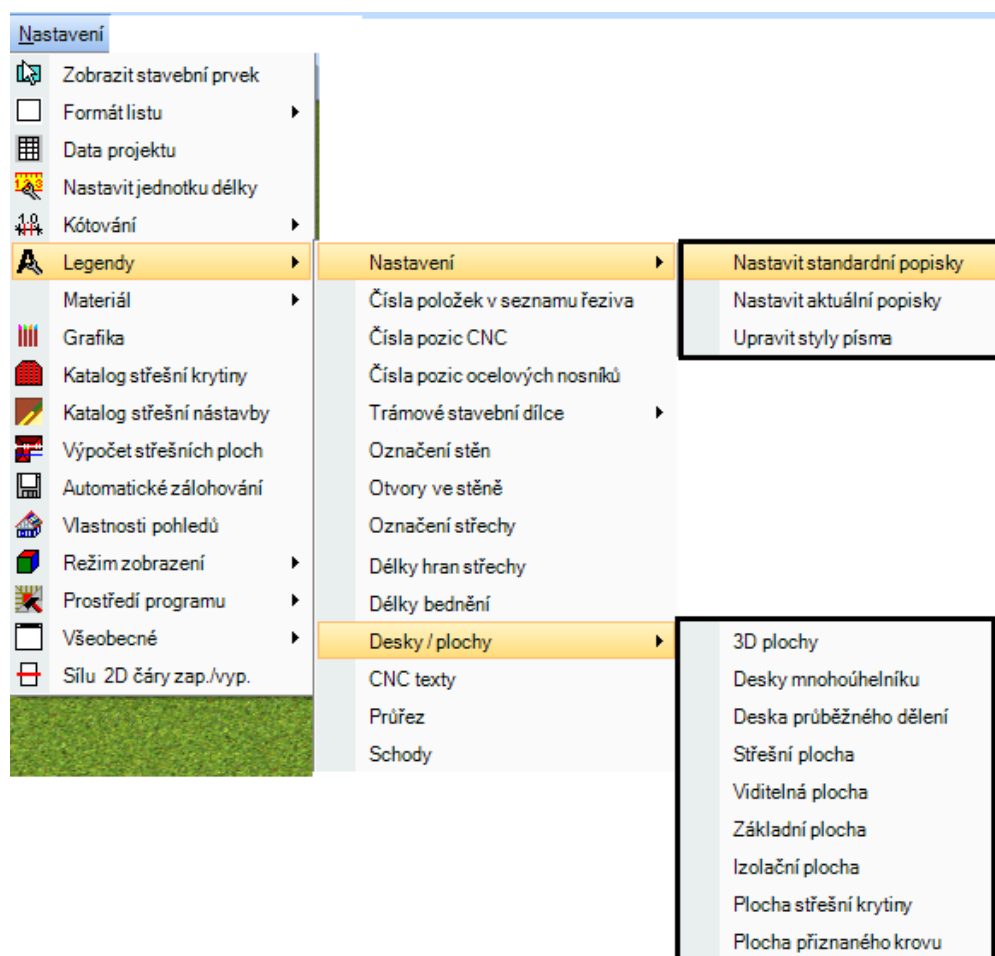 Nastavení
Zobrazit stavební prvek
Formát listu
Data projektu
Nastavit jednotku délky
Kótování
Legendy
Materiál
Grafika
Katalog střešní krytiny
Katalog střešní nástavby
Výpočet střešních ploch
Automatické zálohování
Vlastnosti pohledů
Režim zobrazení
Prostředí programu
Všeobecné
Sílu 2D čáry zap./vyp.
Nastavení
Čísla položek v seznamu řeziva
Čísla pozic CNC
Čísla pozic ocelových nosníků
Trámové stavební dílce
Označení stěn
Otvory ve stěně
Označení střechy
Délky hran střechy
Délky bednění
Desky / plochy
CNC texty
Průřez
Schody
Nastavit standardní popisky
Nastavit aktuální popisky
Upravit styly písma
3D plochy
Desky mnohoúhelníku
Deska průběžného dělení
Střešní plocha
Viditelná plocha
Základní plocha
Izolační plocha
Plocha střešní krytiny
Plocha přiznaného krovu